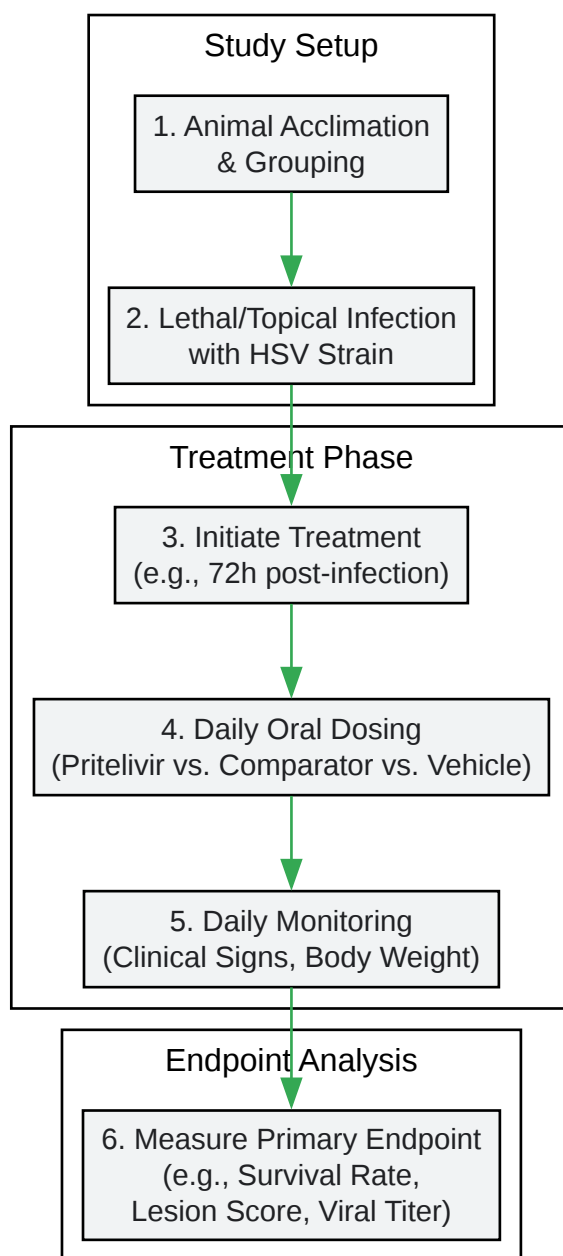 Study Setup
1. Animal Acclimation
& Grouping
2. Lethal/Topical Infection
with HSV Strain
Treatment Phase
3. Initiate Treatment
(e.g., 72h post-infection)
4. Daily Oral Dosing
(Pritelivir vs. Comparator vs. Vehicle)
5. Daily Monitoring
(Clinical Signs, Body Weight)
Endpoint Analysis
6. Measure Primary Endpoint
(e.g., Survival Rate,
Lesion Score, Viral Titer)